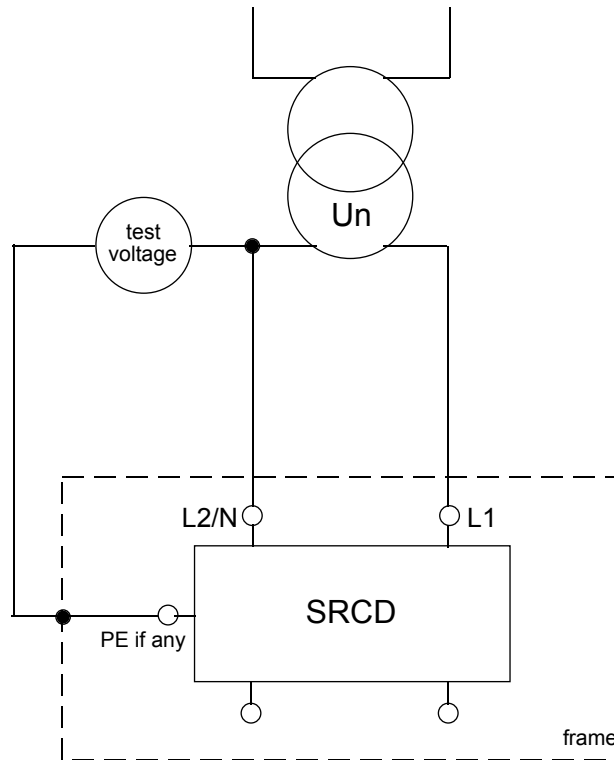 Un
test
voltage
L2/N
L1
SRCD
PE if any
frame